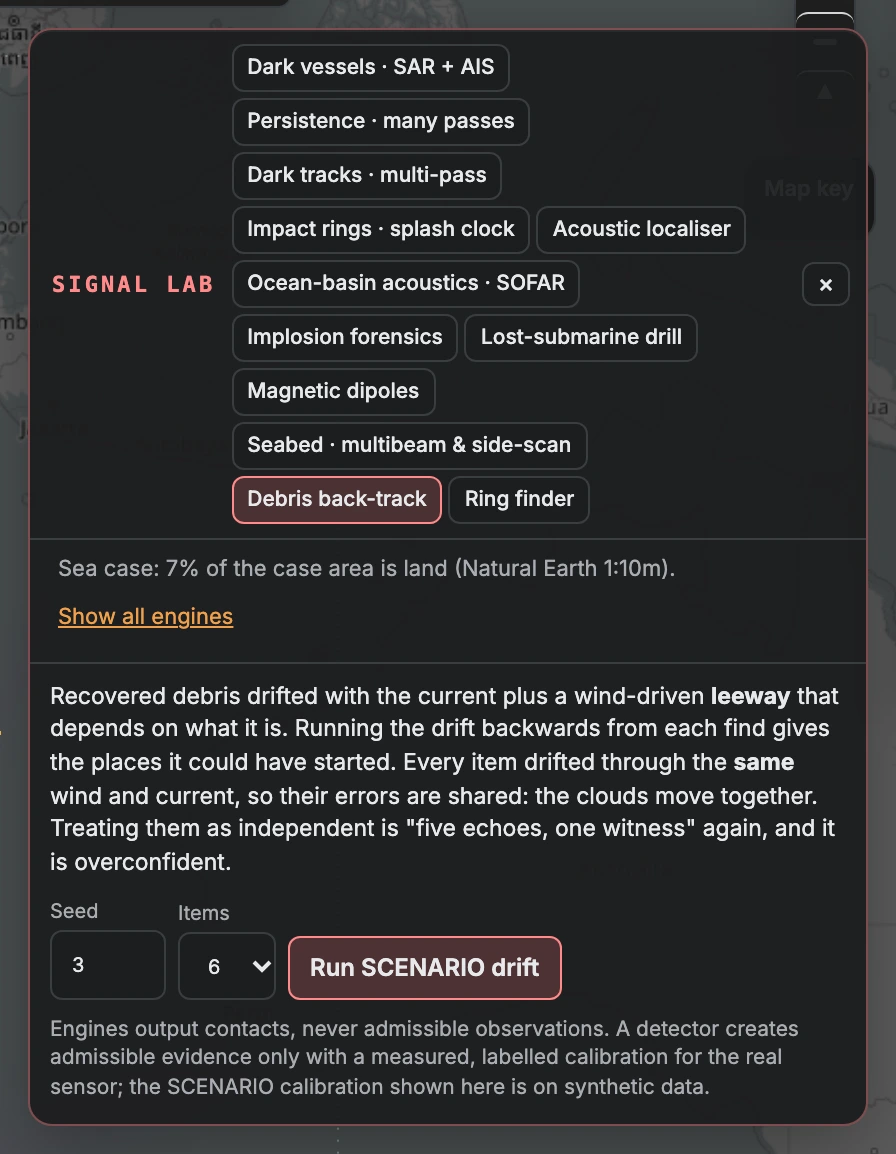 Dark vessels · SAR + AIS
Persistence · many passes
Dark tracks · multi-pass
Map key
Impact rings · splash clock
Acoustic localiser
SIGNAL LAB
Ocean-basin acoustics · SOFAR
×
Implosion forensics
Lost-submarine drill
Magnetic dipoles
Seabed · multibeam & side-scan
Debris back-track
Ring finder
Sea case: 7% of the case area is land (Natural Earth 1:10m).
Show all engines
Recovered debris drifted with the current plus a wind-driven leeway that
depends on what it is. Running the drift backwards from each find gives
the places it could have started. Every item drifted through the same
wind and current, so their errors are shared: the clouds move together.
Treating them as independent is "five echoes, one witness" again, and it
is overconfident.
Seed
Items
3
6
Run SCENARIO drift
Engines output contacts, never admissible observations. A detector creates
admissible evidence only with a measured, labelled calibration for the real
sensor; the SCENARIO calibration shown here is on synthetic data.